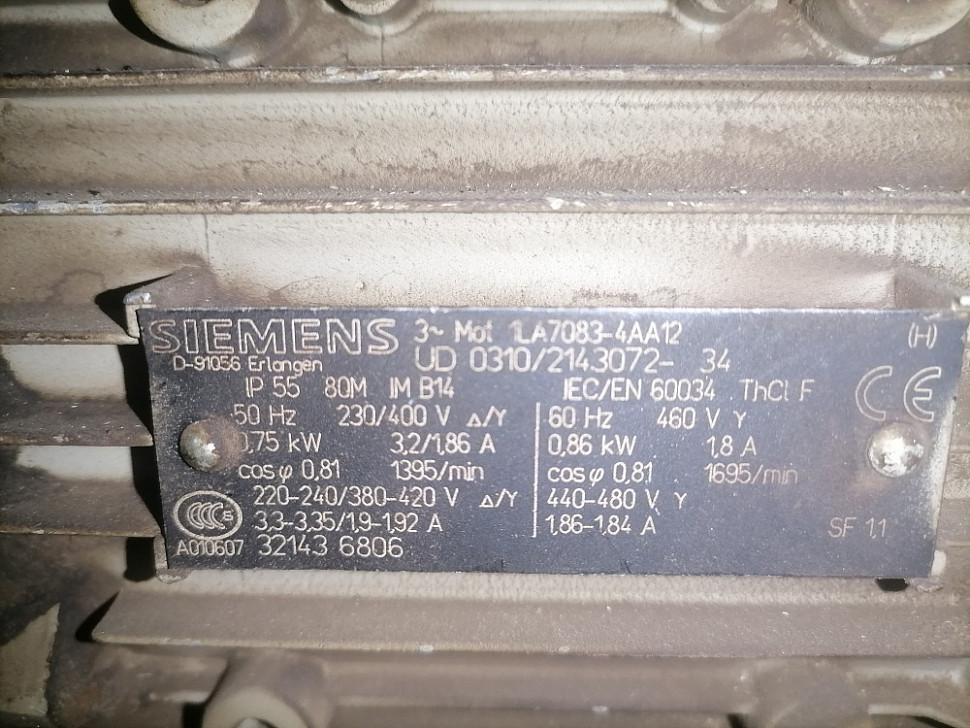 SIEMENS 3~ Mot 1LA7083-4AA12 (H)
D-91056 Erlangen UD 0310/2143072- 34
IP 55 80M IM B14 IEC/EN 60034 ThCl F
CE
50 Hz 230/400 V Δ/Y 60 Hz 460 V Y
0,75 kW 3,2/1,86 A 0,86 kW 1,8 A
cos φ 0,81 1395/min cos φ 0,81 1695/min
220-240/380-420 V Δ/Y 440-480 V Y
CCC S 3,3-3,35/1,9-1,92 A 1,86-1,84 A SF 1,1
A010607 32143 6806